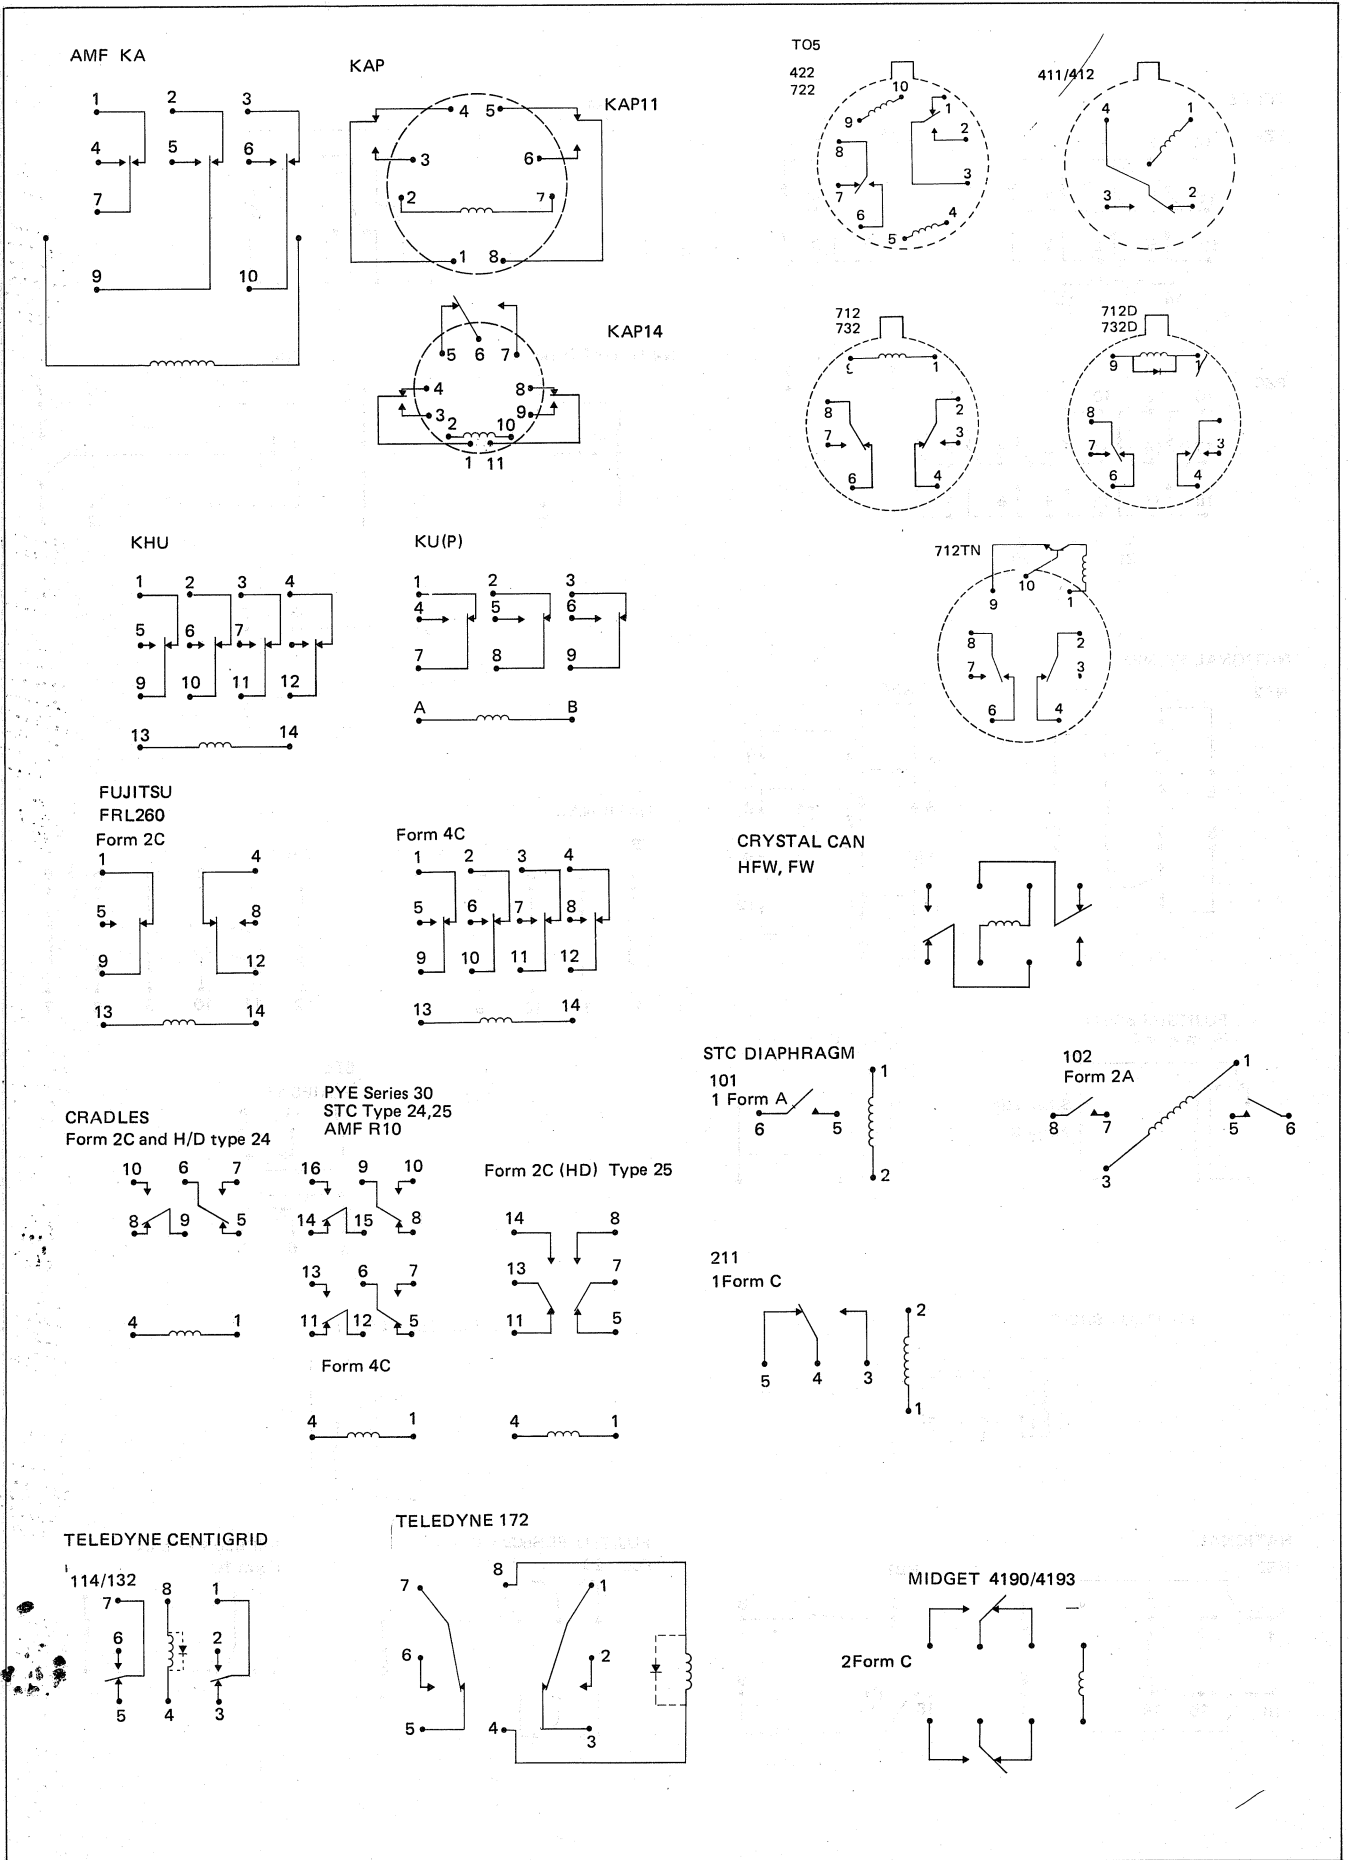 AMF KA
1 2 3
4 5 6
7
9 10
KAP
KAP11
4 5
3 6
2 7
1 8
KAP14
5 6 7
4 8
3 9
2 10
1 11
TO5
422
722
10 1
9 2
8
7 3
6 4
5
411/412
4 1
3 2
712
732
9 1
8 2
7 3
6 4
712D
732D
9 1
8
7 3
6 4
712TN
10
9 1
8 2
7 3
6 4
KHU
1 2 3 4
5 6 7
9 10 11 12
13 14
KU(P)
1 2 3
4 5 6
7 8 9
A B
FUJITSU
FRL260
Form 2C
1 4
5 8
9 12
13 14
Form 4C
1 2 3 4
5 6 7 8
9 10 11 12
13 14
CRYSTAL CAN
HFW, FW
STC DIAPHRAGM
101
1 Form A
6 5
1
2
102
Form 2A
1
8 7 5 6
3
211
1Form C
2
5 4 3
1
CRADLES
Form 2C and H/D type 24
10 6 7
8 9 5
4 1
PYE Series 30
STC Type 24,25
AMF R10
16 9 10
14 15 8
13 6 7
11 12 5
Form 4C
4 1
Form 2C (HD) Type 25
14 8
13 7
11 5
4 1
TELEDYNE CENTIGRID
114/132
7 8 1
6 2
5 4 3
TELEDYNE 172
7 8 1
6 2
5 4 3
MIDGET 4190/4193
2Form C